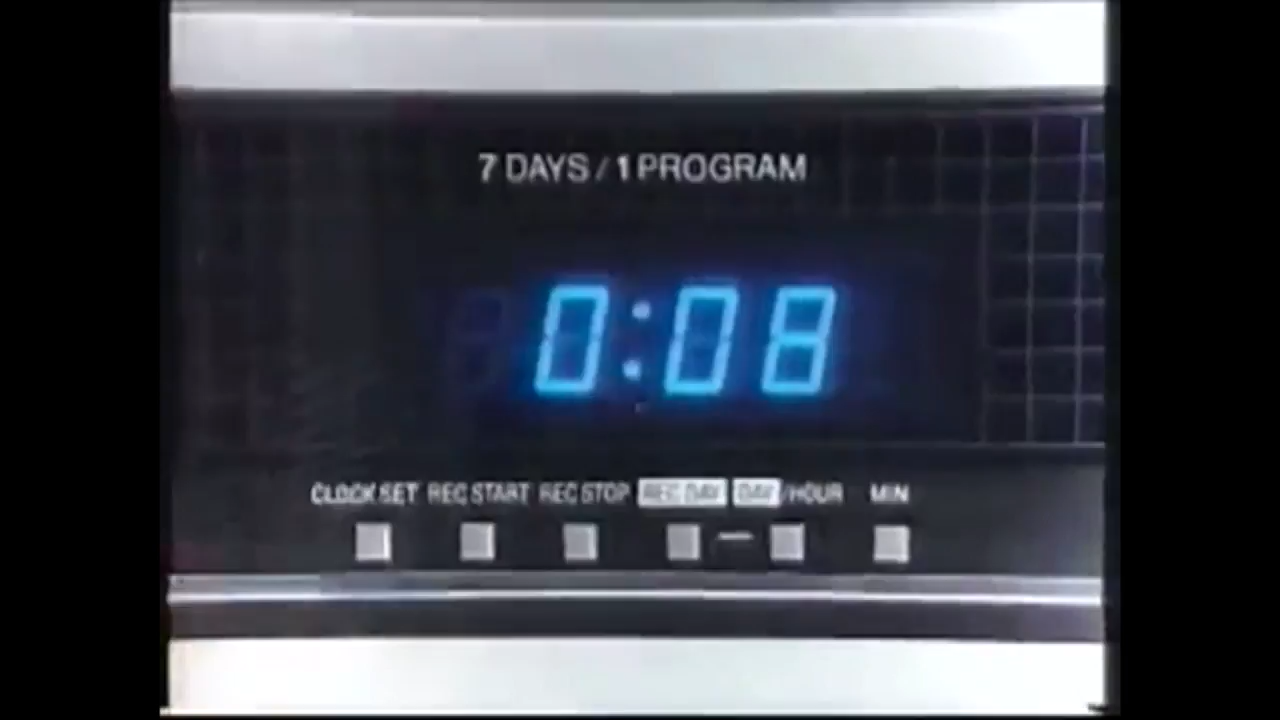 7 DAYS / 1 PROGRAM
0:08
CLOCK SET REC START REC STOP REC DAY DAY /HOUR MIN